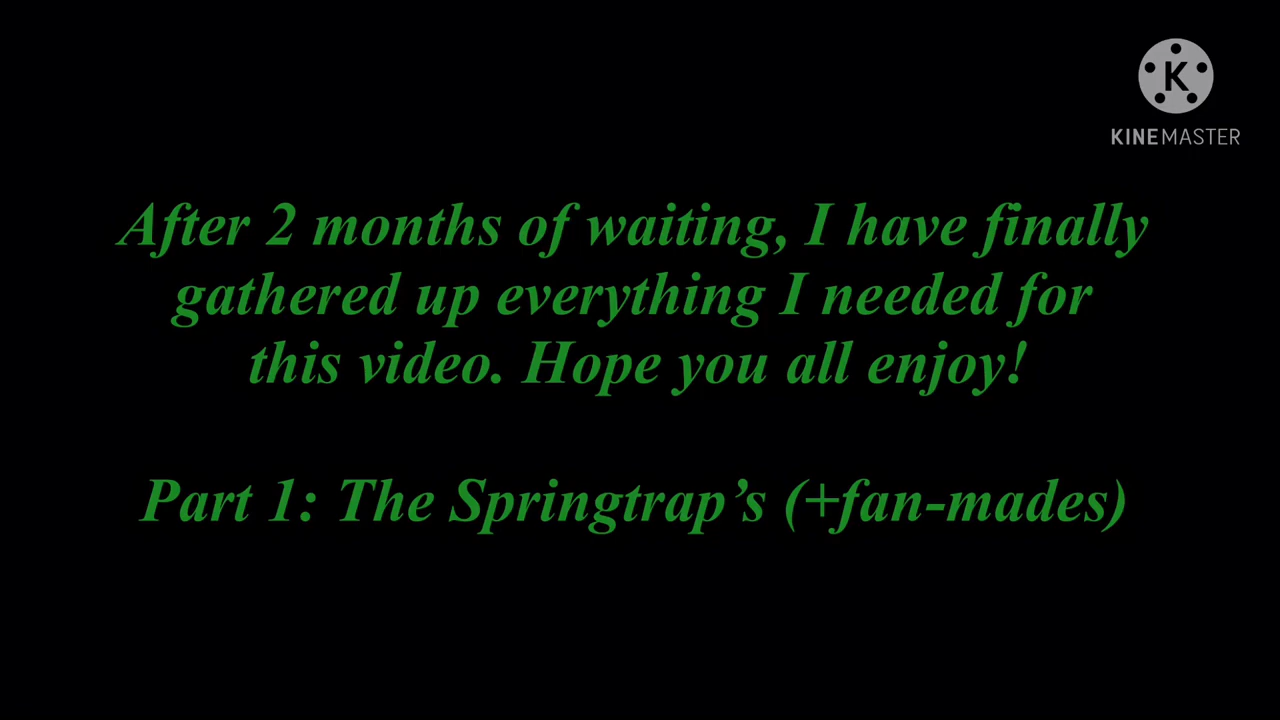 K
KINEMASTER
After 2 months of waiting, I have finally
gathered up everything I needed for
this video. Hope you all enjoy!
Part 1: The Springtrap’s (+fan-mades)